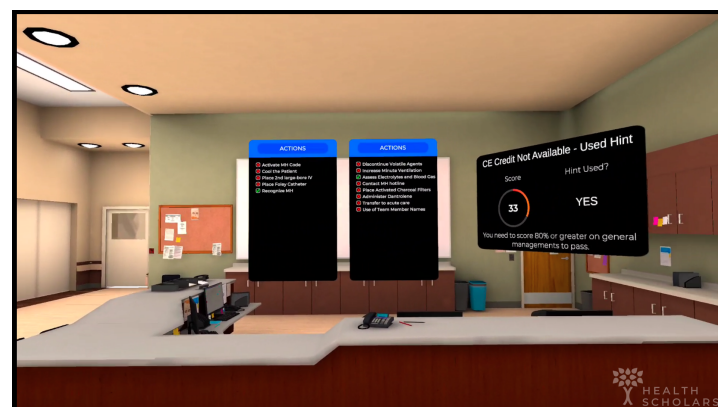 ACTIONS
Activate MH Code
Cool the Patient
Place 2nd large-bore IV
Place Foley Catheter
Recognize MH
ACTIONS
Discontinue Volatile Agents
Increase Minute Ventilation
Assess Electrolytes and Blood Gas
Contact MH hotline
Place Activated Charcoal Filters
Administer Dantrolene
Transfer to acute care
Use of Team Member Names
CE Credit Not Available - Used Hint
Score
Hint Used?
33
YES
You need to score 80% or greater on general
managements to pass.
HEALTH
SCHOLARS